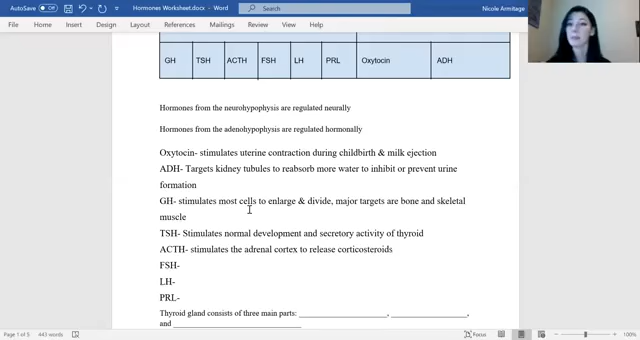 AutoSave Off
Hormones Worksheet.docx - Word
Search
Nicole Armitage
File Home Insert Draw Design Layout References Mailings Review View Help
GH TSH ACTH FSH LH PRL Oxytocin ADH
Hormones from the neurohypophysis are regulated neurally
Hormones from the adenohypophysis are regulated hormonally
Oxytocin- stimulates uterine contraction during childbirth & milk ejection
ADH- Targets kidney tubules to reabsorb more water to inhibit or prevent urine
formation
GH- stimulates most cells to enlarge & divide, major targets are bone and skeletal
muscle
TSH- Stimulates normal development and secretory activity of thyroid
ACTH- stimulates the adrenal cortex to release corticosteroids
FSH-
LH-
PRL-
Thyroid gland consists of three main parts: ____________________, __________________,
and ______________________________
Page 1 of 5 443 words Focus 100%